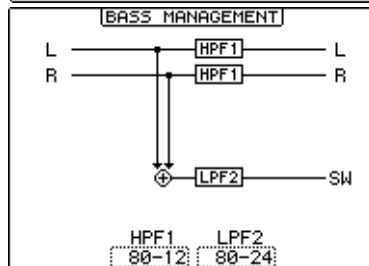 BASS MANAGEMENT
L HPF1 L
R HPF1 R
LPF2 SW
HPF1 LPF2
80-12 80-24